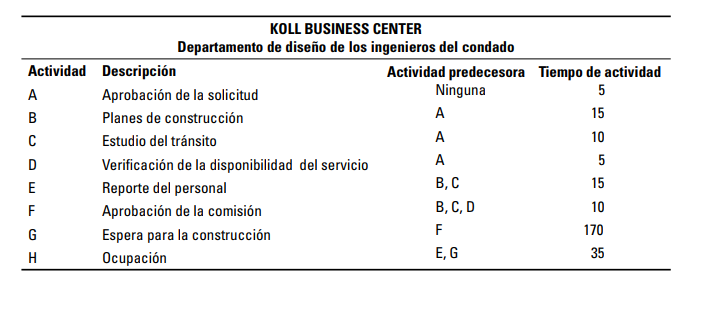 KOLL BUSINESS CENTER
Departamento de diseño de los ingenieros del condado
Actividad Descripción Actividad predecesora Tiempo de actividad
A Aprobación de la solicitud Ninguna 5
B Planes de construcción A 15
C Estudio del tránsito A 10
D Verificación de la disponibilidad del servicio A 5
E Reporte del personal B, C 15
F Aprobación de la comisión B, C, D 10
G Espera para la construcción F 170
H Ocupación E, G 35